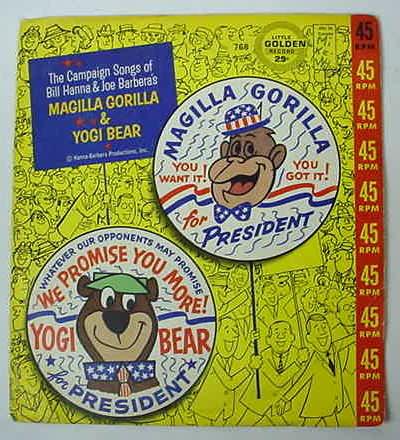 The Campaign Songs of
Bill Hanna & Joe Barbera's
MAGILLA GORILLA
&
YOGI BEAR
© Hanna-Barbera Productions, Inc.
768
LITTLE
GOLDEN
RECORD
29¢
MAGILLA GORILLA
YOU WANT IT!
YOU GOT IT!
for
PRESIDENT
WHATEVER OUR OPPONENTS MAY PROMISE
WE PROMISE YOU MORE!
YOGI BEAR
for
PRESIDENT
45
RPM
45
RPM
45
RPM
45
RPM
45
RPM
45
RPM
45
RPM
45
RPM
45
RPM
45
RPM